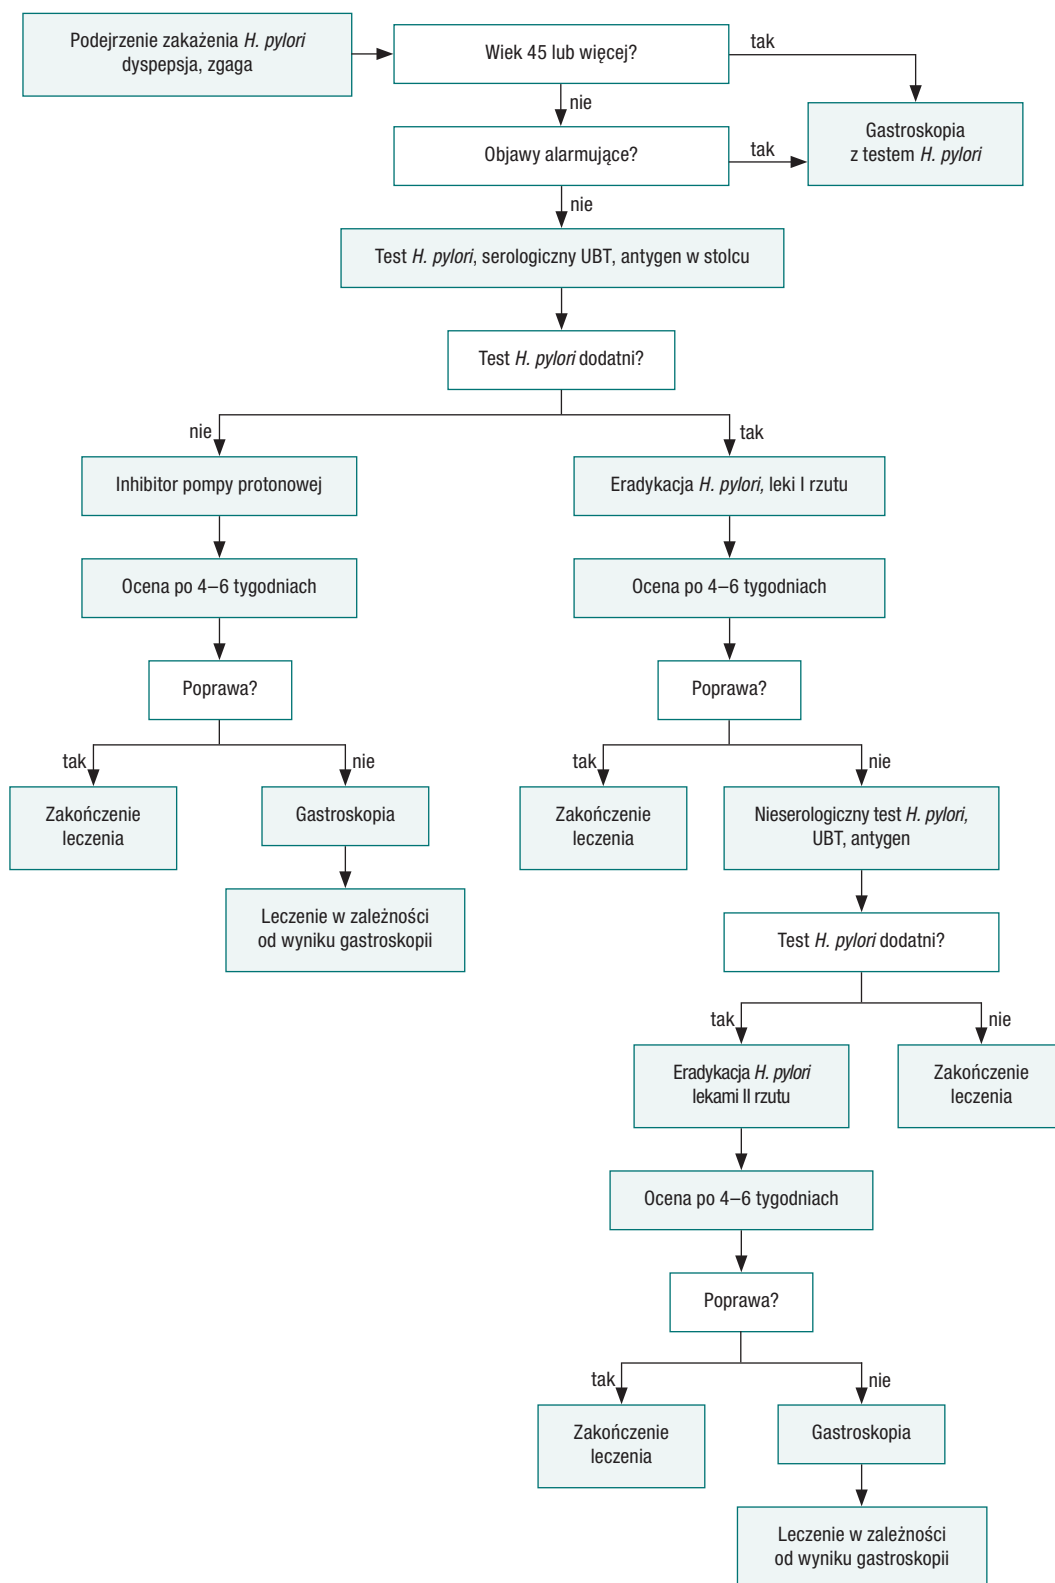 Podejrzenie zakażenia H. pylori
dyspepsja, zgaga
Wiek 45 lub więcej?
tak
nie
Objawy alarmujące?
tak
Gastroskopia
z testem H. pylori
nie
Test H. pylori, serologiczny UBT, antygen w stolcu
Test H. pylori dodatni?
nie
tak
Inhibitor pompy protonowej
Eradykacja H. pylori, leki I rzutu
Ocena po 4–6 tygodniach
Ocena po 4–6 tygodniach
Poprawa?
Poprawa?
tak
nie
tak
nie
Zakończenie
leczenia
Gastroskopia
Zakończenie
leczenia
Nieserologiczny test H. pylori,
UBT, antygen
Leczenie w zależności
od wyniku gastroskopii
Test H. pylori dodatni?
tak
nie
Eradykacja H. pylori
lekami II rzutu
Zakończenie
leczenia
Ocena po 4–6 tygodniach
Poprawa?
tak
nie
Zakończenie
leczenia
Gastroskopia
Leczenie w zależności
od wyniku gastroskopii